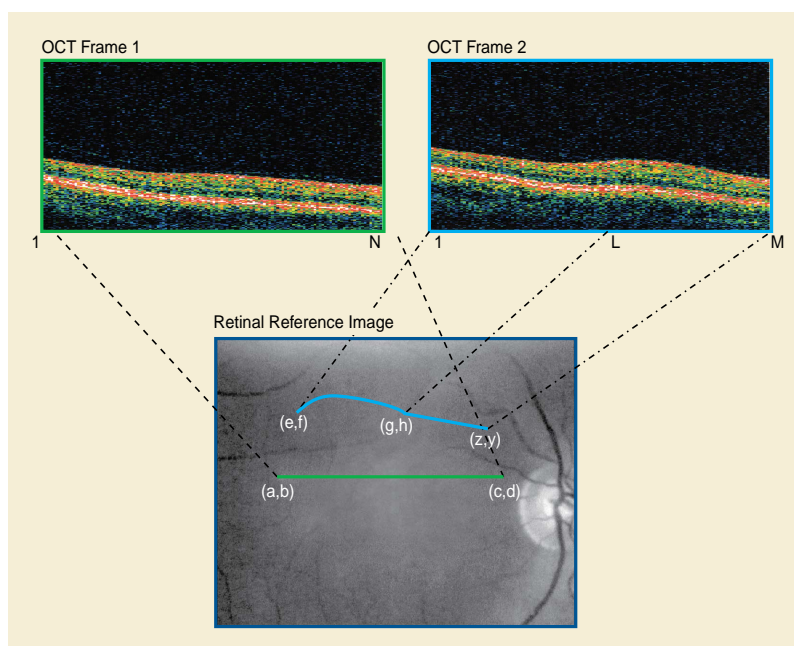 OCT Frame 1
OCT Frame 2
1
N
1
L
M
Retinal Reference Image
(e,f)
(g,h)
(z,y)
(a,b)
(c,d)